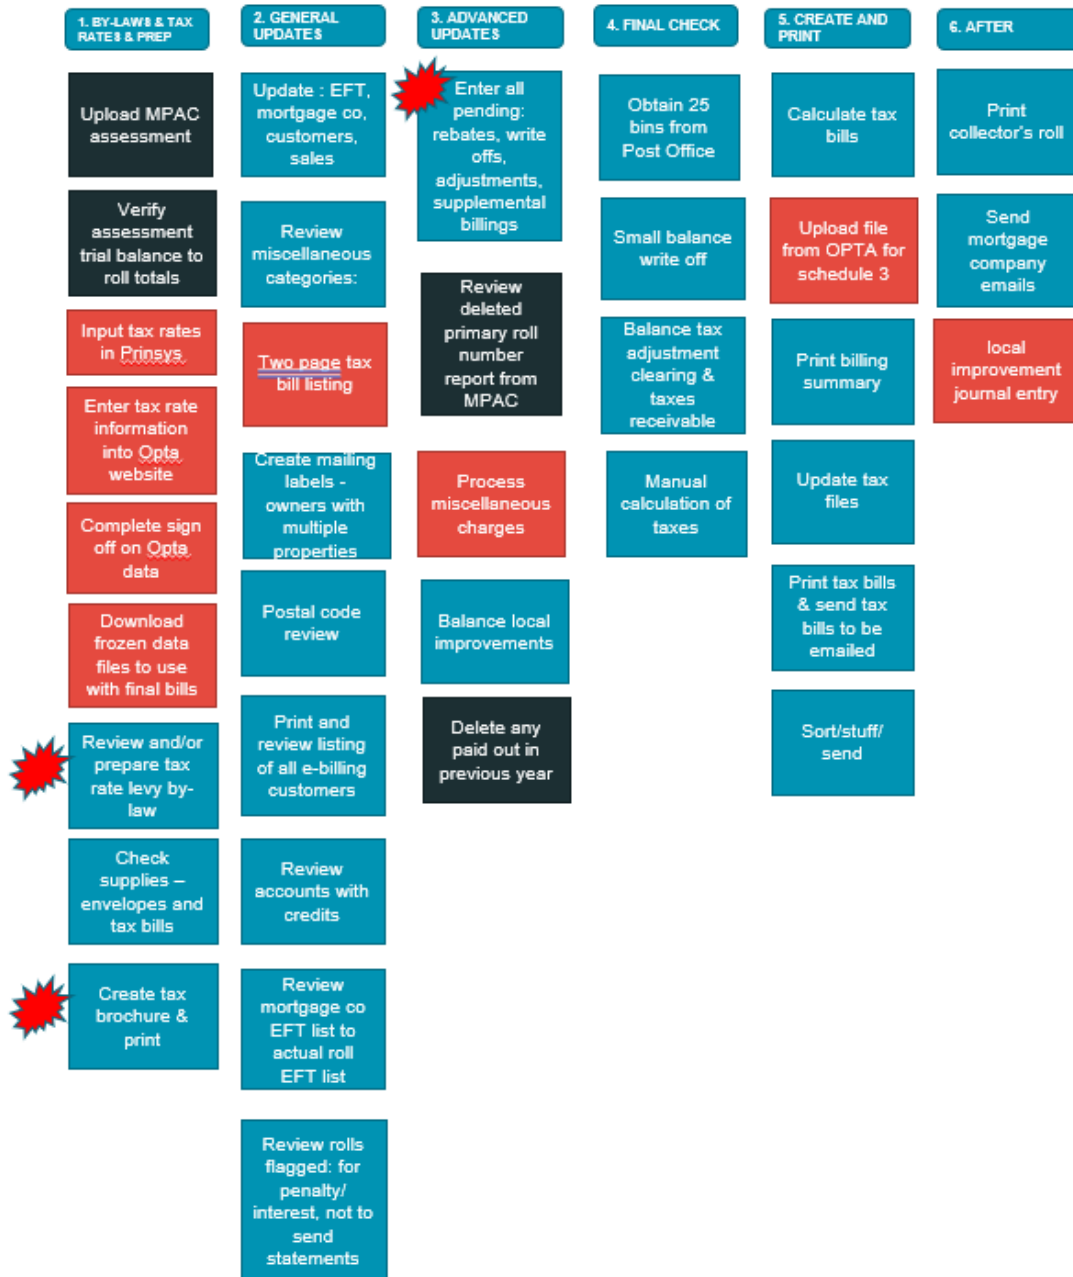 1. BY-LAWS & TAX
RATES & PREP
Upload MPAC
assessment
Verify
assessment
trial balance to
roll totals
Input tax rates
in Prinsys
Enter tax rate
information
into Opta
website
Complete sign
off on Opta
data
Download
frozen data
files to use
with final bills
Review and/or
prepare tax
rate levy by-
law
Check
supplies –
envelopes and
tax bills
Create tax
brochure &
print
2. GENERAL
UPDATES
Update : EFT,
mortgage co,
customers,
sales
Review
miscellaneous
categories:
Two page tax
bill listing
Create mailing
labels -
owners with
multiple
properties
Postal code
review
Print and
review listing
of all e-billing
customers
Review
accounts with
credits
Review
mortgage co
EFT list to
actual roll
EFT list
Review rolls
flagged: for
penalty/
interest, not to
send
statements
3. ADVANCED
UPDATES
Enter all
pending:
rebates, write
offs,
adjustments,
supplemental
billings
Review
deleted
primary roll
number
report from
MPAC
Process
miscellaneous
charges
Balance local
improvements
Delete any
paid out in
previous year
4. FINAL CHECK
Obtain 25
bins from
Post Office
Small balance
write off
Balance tax
adjustment
clearing &
taxes
receivable
Manual
calculation of
taxes
5. CREATE AND
PRINT
Calculate tax
bills
Upload file
from OPTA for
schedule 3
Print billing
summary
Update tax
files
Print tax bills
& send tax
bills to be
emailed
Sort/stuff/
send
6. AFTER
Print
collector's roll
Send
mortgage
company
emails
local
improvement
journal entry